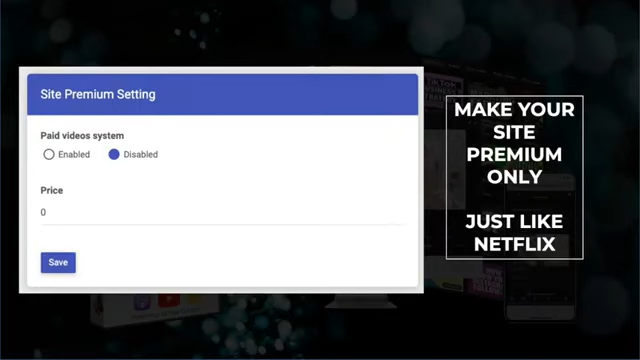 Site Premium Setting
Paid videos system
Enabled
Disabled
Price
0
Save
MAKE YOUR
SITE
PREMIUM
ONLY
JUST LIKE
NETFLIX